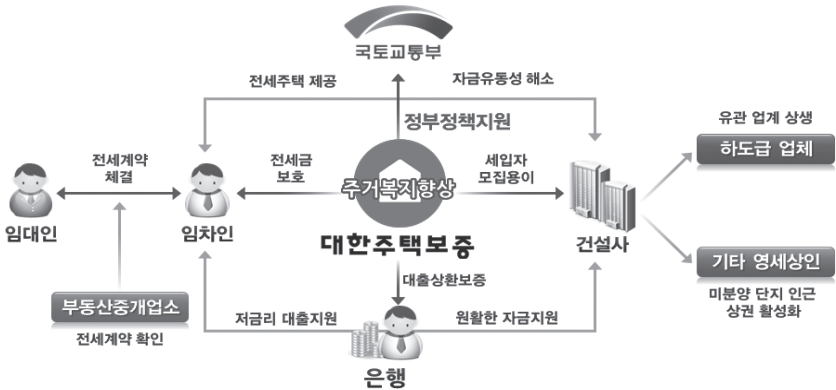 국토교통부
전세주택 제공
자금유동성 해소
정부정책지원
유관 업계 상생
하도급 업체
전세계약
체결
전세금
보호
주거복지향상
세입자
모집용이
임대인
임차인
대한주택보증
건설사
기타 영세상인
미분양 단지 인근
상권 활성화
부동산중개업소
전세계약 확인
대출상환보증
저금리 대출지원
원활한 자금지원
은행